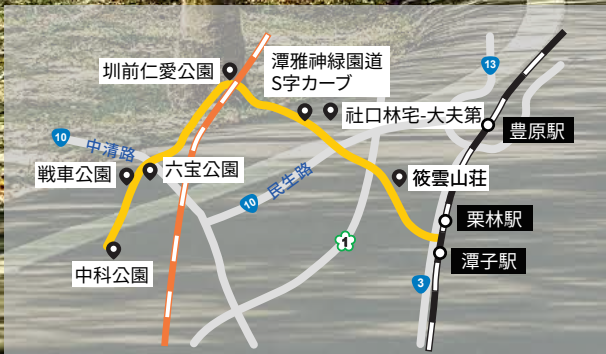 圳前仁愛公園
潭雅神緑園道
S字カーブ
13
社口林宅-大夫第
豊原駅
10
中清路
戦車公園
六宝公園
民生路
10
筱雲山荘
栗林駅
1
潭子駅
中科公園
3